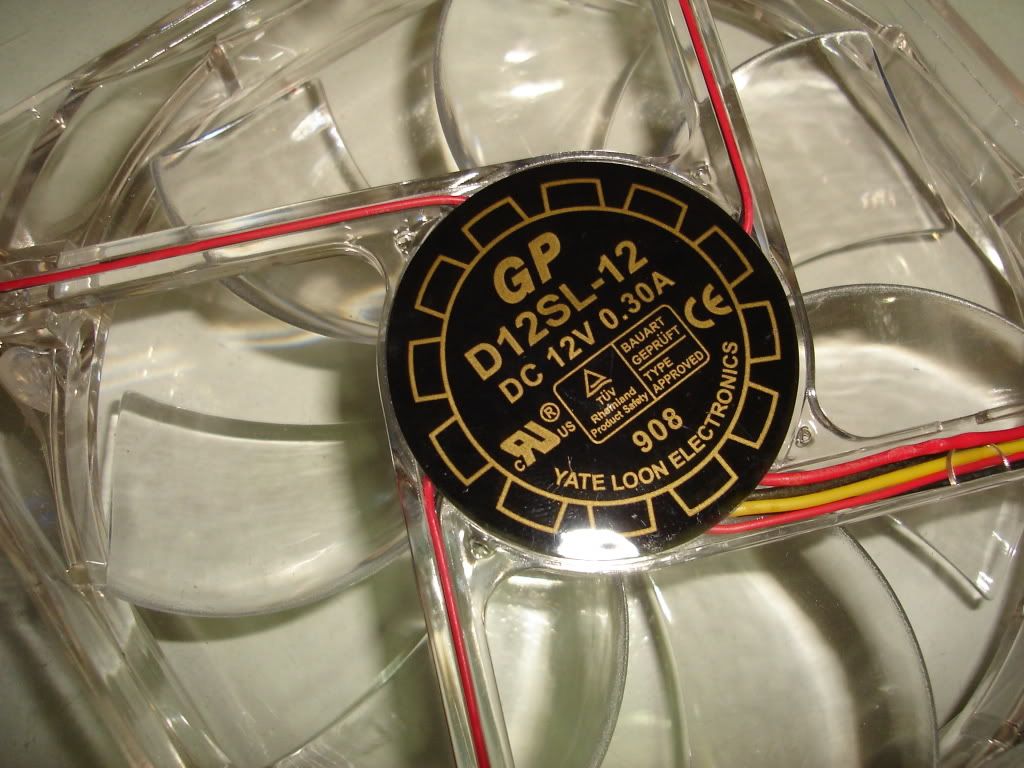 GP
D12SL-12
DC 12V 0.30A
CE
TÜV
Rheinland
Product Safety
BAUART
GEPRÜFT
TYPE
APPROVED
c UL ® US
908
YATE LOON ELECTRONICS